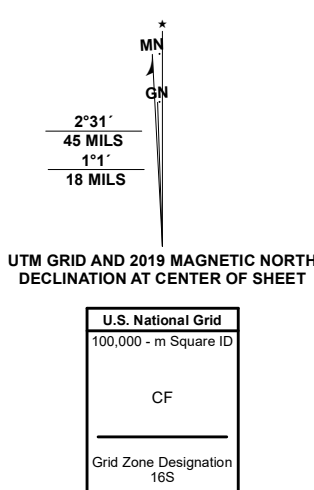 ★
MN
GN
2°31´
45 MILS
1°1´
18 MILS
UTM GRID AND 2019 MAGNETIC NORTH
DECLINATION AT CENTER OF SHEET
U.S. National Grid
100,000 - m Square ID
CF
Grid Zone Designation
16S